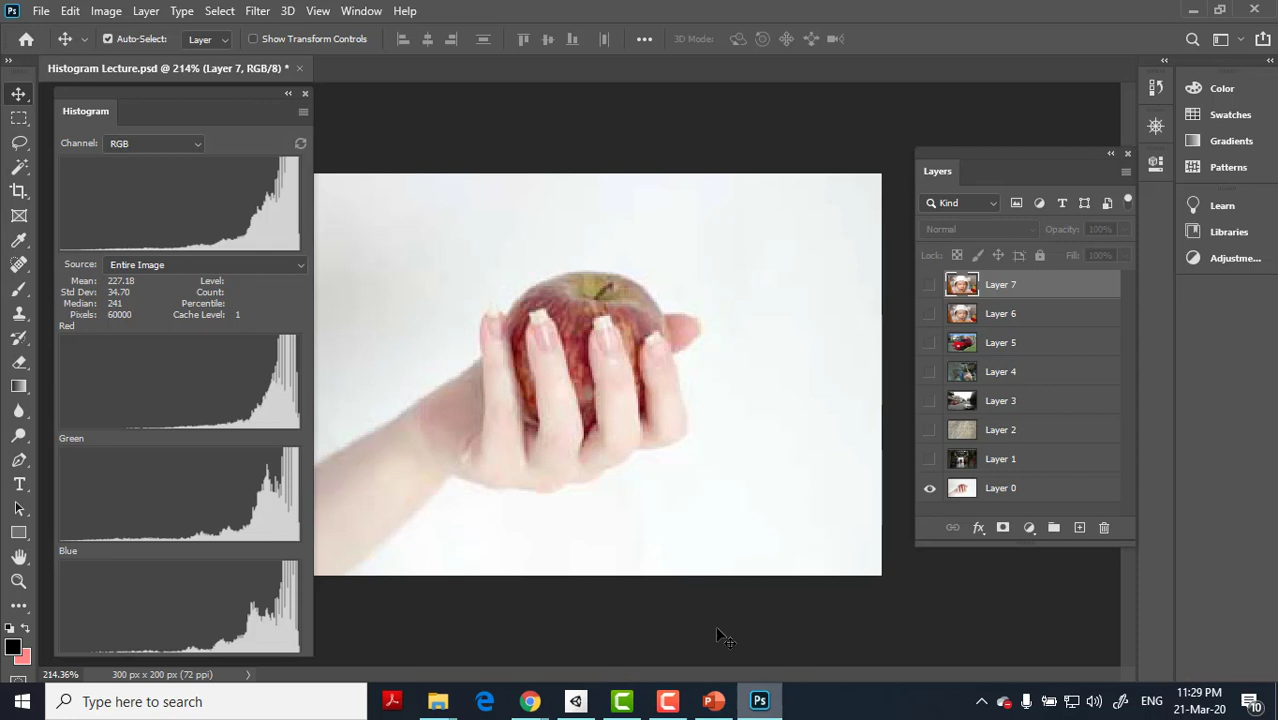 Ps File Edit Image Layer Type Select Filter 3D View Window Help
Auto-Select: Layer Show Transform Controls 3D Mode:
Histogram Lecture.psd @ 214% (Layer 7, RGB/8) *
Histogram
Channel: RGB
Source: Entire Image
Mean: 227.18 Level:
Std Dev: 34.70 Count:
Median: 241 Percentile:
Pixels: 60000 Cache Level: 1
Red
Green
Blue
Layers
Kind
Normal Opacity: 100%
Lock: Fill: 100%
Layer 7
Layer 6
Layer 5
Layer 4
Layer 3
Layer 2
Layer 1
Layer 0
fx
Color
Swatches
Gradients
Patterns
Learn
Libraries
Adjustme...
214.36% 300 px x 200 px (72 ppi)
Type here to search
Ps
ENG
11:29 PM
21-Mar-20
10